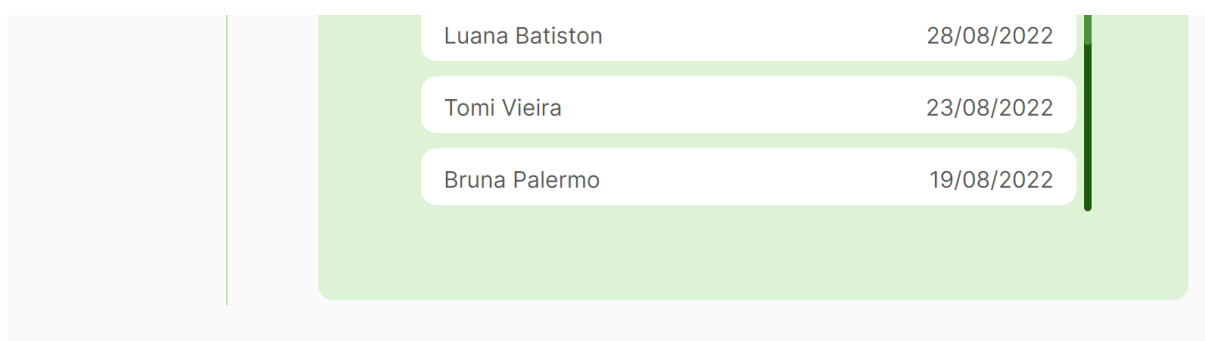 Luana Batiston 28/08/2022
Tomi Vieira 23/08/2022
Bruna Palermo 19/08/2022